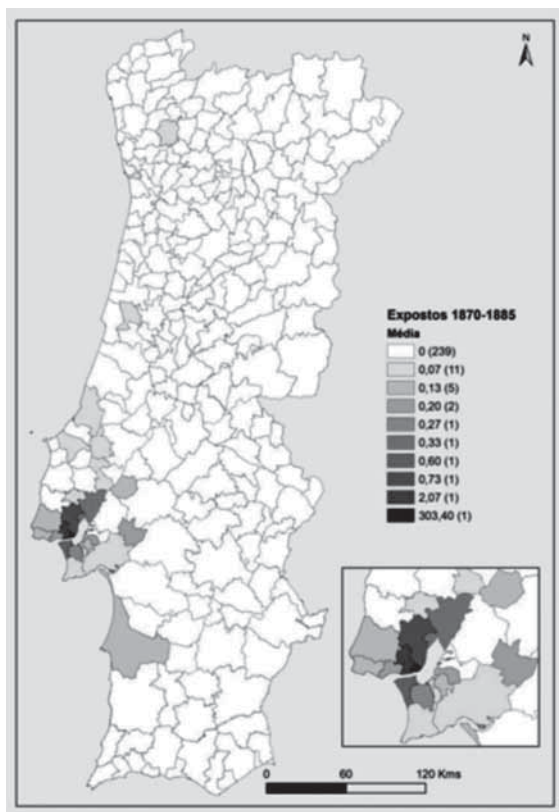 N
Expostos 1870-1885
Média
0 (239)
0,07 (11)
0,13 (5)
0,20 (2)
0,27 (1)
0,33 (1)
0,60 (1)
0,73 (1)
2,07 (1)
303,40 (1)
0 60 120 Kms